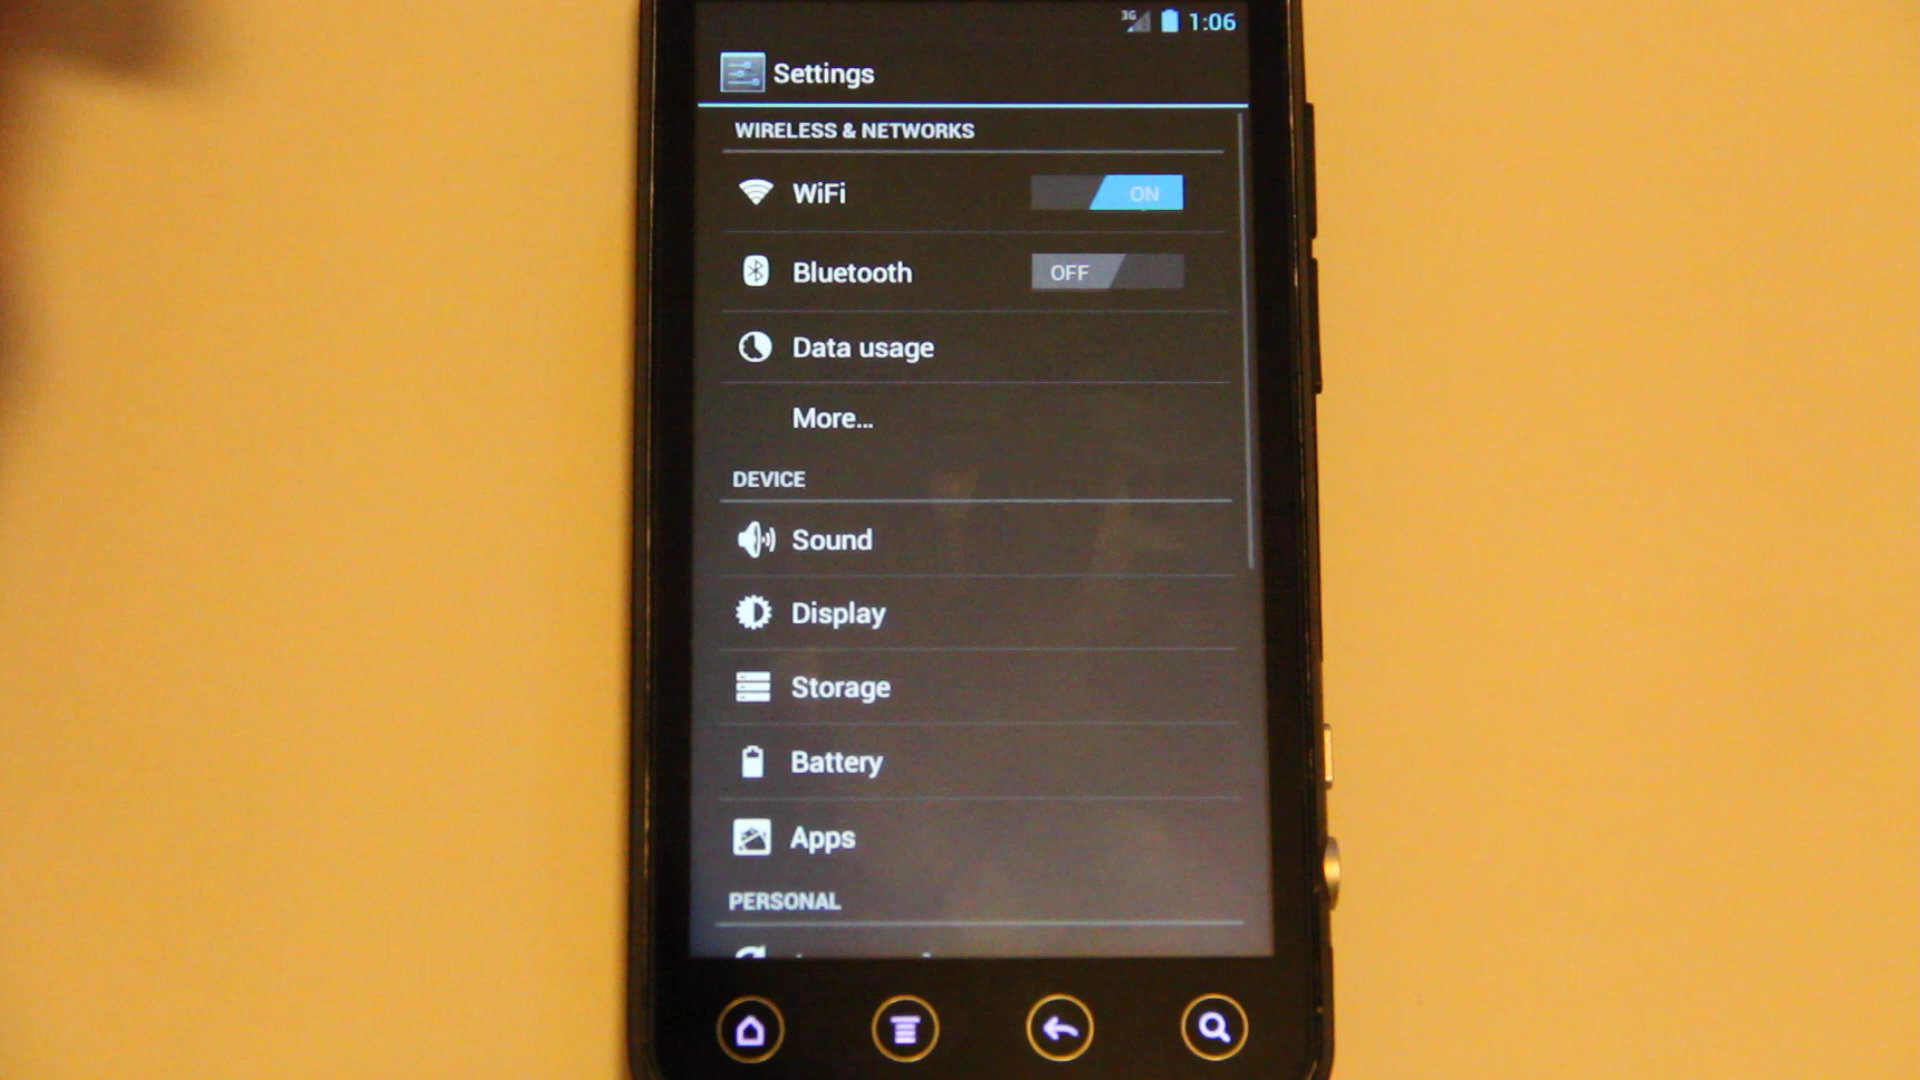 3G 1:06
Settings
WIRELESS & NETWORKS
WiFi ON
Bluetooth OFF
Data usage
More...
DEVICE
Sound
Display
Storage
Battery
Apps
PERSONAL